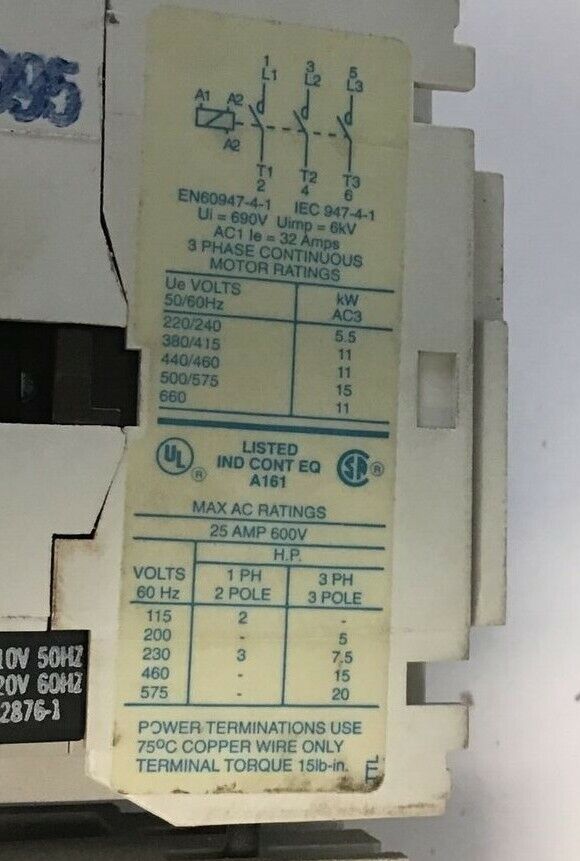 995
1 3 5
L1 L2 L3
A1 A2
A2
T1 T2 T3
2 4 6
EN60947-4-1 IEC 947-4-1
Ui = 690V Uimp = 6kV
AC1 Ie = 32 Amps
3 PHASE CONTINUOUS
MOTOR RATINGS
Ue VOLTS kW
50/60Hz AC3
220/240 5.5
380/415 11
440/460 11
500/575 15
660 11
UL ® LISTED SA ®
IND CONT EQ
A161
MAX AC RATINGS
25 AMP 600V
H.P.
VOLTS 1 PH 3 PH
60 Hz 2 POLE 3 POLE
115 2 -
200 - 5
230 3 7.5
460 - 15
575 - 20
POWER TERMINATIONS USE
75ºC COPPER WIRE ONLY
TERMINAL TORQUE 15lb-in.
10V 50HZ
20V 60HZ
2876-1